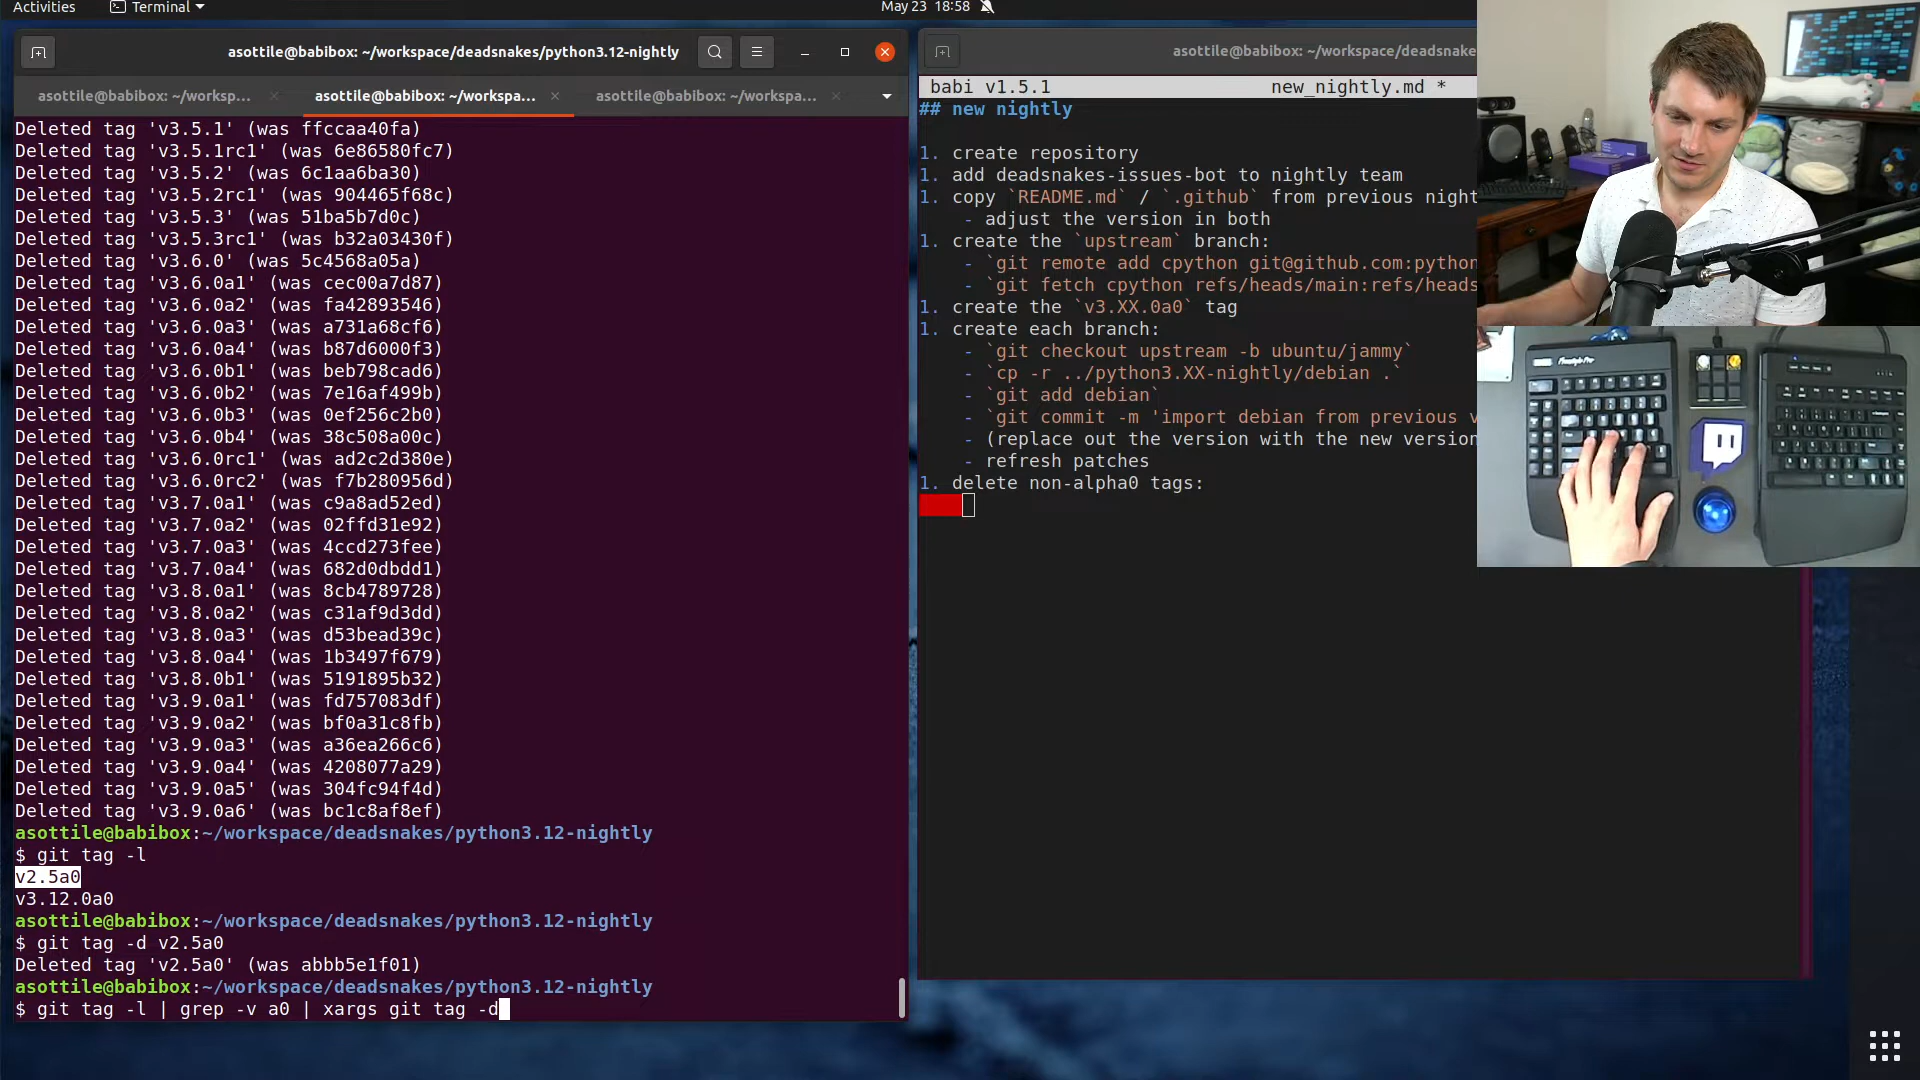 Activities
Terminal
May 23 18:58
asottile@babibox: ~/workspace/deadsnakes/python3.12-nightly
asottile@babibox: ~/worksp...
asottile@babibox: ~/workspa...
asottile@babibox: ~/workspa...
Deleted tag 'v3.5.1' (was ffccaa40fa)
Deleted tag 'v3.5.1rc1' (was 6e86580fc7)
Deleted tag 'v3.5.2' (was 6c1aa6ba30)
Deleted tag 'v3.5.2rc1' (was 904465f68c)
Deleted tag 'v3.5.3' (was 51ba5b7d0c)
Deleted tag 'v3.5.3rc1' (was b32a03430f)
Deleted tag 'v3.6.0' (was 5c4568a05a)
Deleted tag 'v3.6.0a1' (was cec00a7d87)
Deleted tag 'v3.6.0a2' (was fa42893546)
Deleted tag 'v3.6.0a3' (was a731a68cf6)
Deleted tag 'v3.6.0a4' (was b87d6000f3)
Deleted tag 'v3.6.0b1' (was beb798cad6)
Deleted tag 'v3.6.0b2' (was 7e16af499b)
Deleted tag 'v3.6.0b3' (was 0ef256c2b0)
Deleted tag 'v3.6.0b4' (was 38c508a00c)
Deleted tag 'v3.6.0rc1' (was ad2c2d380e)
Deleted tag 'v3.6.0rc2' (was f7b280956d)
Deleted tag 'v3.7.0a1' (was c9a8ad52ed)
Deleted tag 'v3.7.0a2' (was 02ffd31e92)
Deleted tag 'v3.7.0a3' (was 4ccd273fee)
Deleted tag 'v3.7.0a4' (was 682d0dbdd1)
Deleted tag 'v3.8.0a1' (was 8cb4789728)
Deleted tag 'v3.8.0a2' (was c31af9d3dd)
Deleted tag 'v3.8.0a3' (was d53bead39c)
Deleted tag 'v3.8.0a4' (was 1b3497f679)
Deleted tag 'v3.8.0b1' (was 5191895b32)
Deleted tag 'v3.9.0a1' (was fd757083df)
Deleted tag 'v3.9.0a2' (was bf0a31c8fb)
Deleted tag 'v3.9.0a3' (was a36ea266c6)
Deleted tag 'v3.9.0a4' (was 4208077a29)
Deleted tag 'v3.9.0a5' (was 304fc94f4d)
Deleted tag 'v3.9.0a6' (was bc1c8af8ef)
asottile@babibox:~/workspace/deadsnakes/python3.12-nightly
$ git tag -l
v2.5a0
v3.12.0a0
asottile@babibox:~/workspace/deadsnakes/python3.12-nightly
$ git tag -d v2.5a0
Deleted tag 'v2.5a0' (was abbb5e1f01)
asottile@babibox:~/workspace/deadsnakes/python3.12-nightly
$ git tag -l | grep -v a0 | xargs git tag -d
asottile@babibox: ~/workspace/deadsnake
babi v1.5.1 new_nightly.md *
## new nightly
1. create repository
1. add deadsnakes-issues-bot to nightly team
1. copy `README.md` / `.github` from previous night
- adjust the version in both
1. create the `upstream` branch:
- `git remote add cpython git@github.com:python
- `git fetch cpython refs/heads/main:refs/heads
1. create the `v3.XX.0a0` tag
1. create each branch:
- `git checkout upstream -b ubuntu/jammy`
- `cp -r ../python3.XX-nightly/debian .`
- `git add debian`
- `git commit -m 'import debian from previous v
- (replace out the version with the new version
- refresh patches
1. delete non-alpha0 tags: